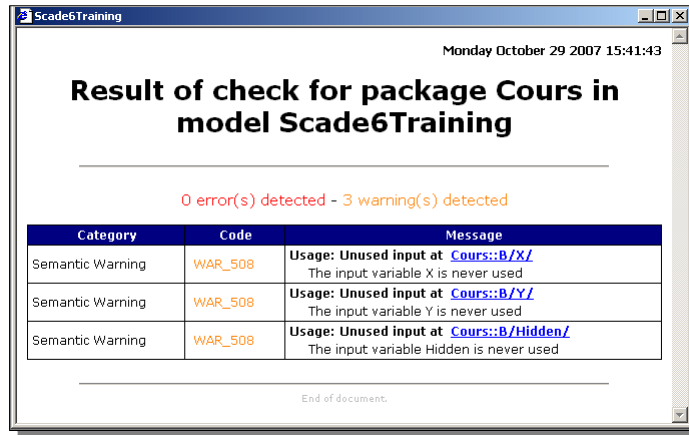 Scade6Training
Monday October 29 2007 15:41:43
Result of check for package Cours in
model Scade6Training
0 error(s) detected - 3 warning(s) detected
Category Code Message
Semantic Warning WAR_508 Usage: Unused input at Cours::B/X/
The input variable X is never used
Semantic Warning WAR_508 Usage: Unused input at Cours::B/Y/
The input variable Y is never used
Semantic Warning WAR_508 Usage: Unused input at Cours::B/Hidden/
The input variable Hidden is never used
End of document.